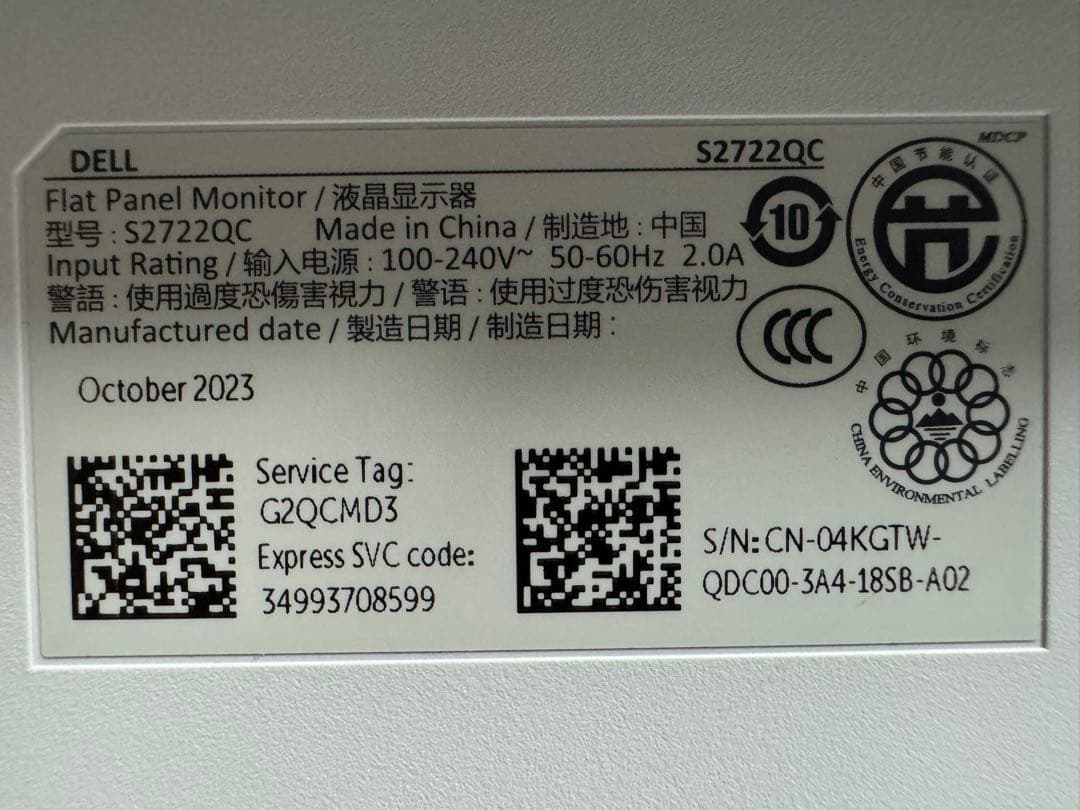 DELL S2722QC
Flat Panel Monitor / 液晶显示器
型号 : S2722QC Made in China / 制造地 : 中国
Input Rating / 输入电源 : 100-240V~ 50-60Hz 2.0A
警語 : 使用過度恐傷害視力 / 警语 : 使用过度恐伤害视力
Manufactured date / 製造日期 / 制造日期 :
October 2023
Service Tag:
G2QCMD3
Express SVC code:
34993708599
S/N: CN-04KGTW-
QDC00-3A4-18SB-A02
10
MDCP
中国节能认证
Energy Conservation Certification
CCC
中国环境标志
CHINA ENVIRONMENTAL LABELLING